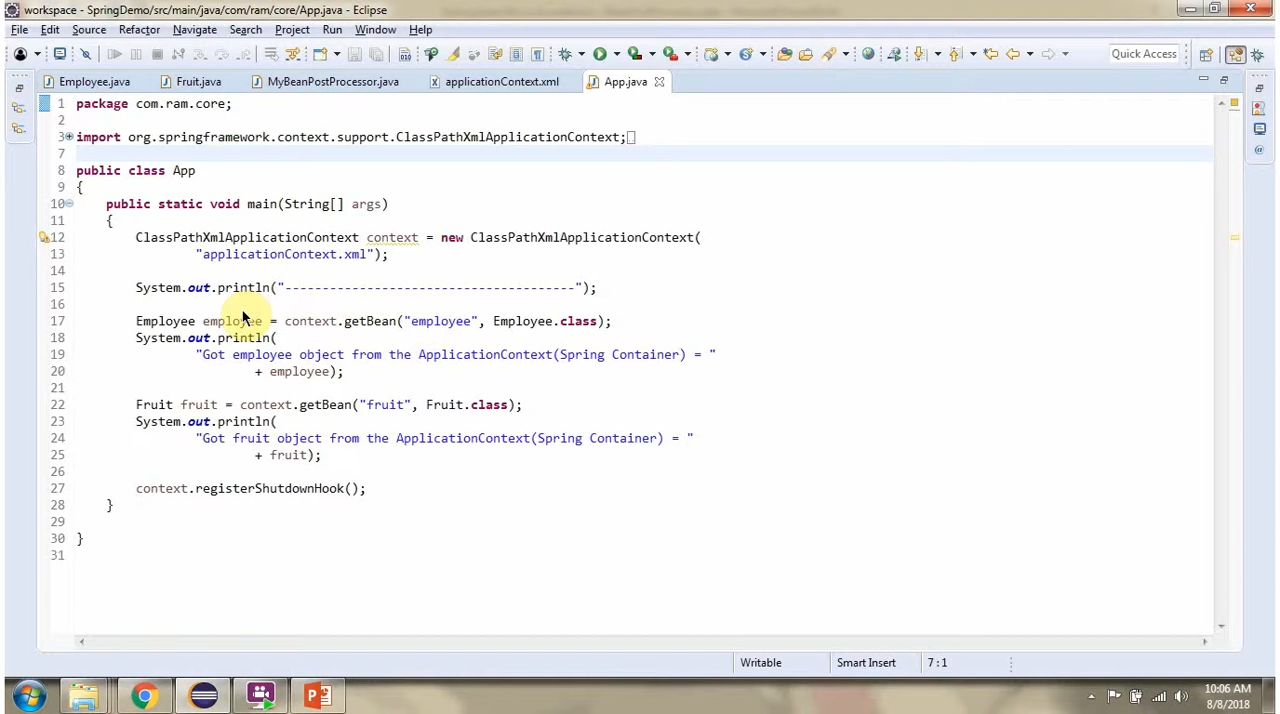 workspace - SpringDemo/src/main/java/com/ram/core/App.java - Eclipse
File Edit Source Refactor Navigate Search Project Run Window Help
Quick Access
Employee.java Fruit.java MyBeanPostProcessor.java applicationContext.xml App.java
1 package com.ram.core;
2
3 import org.springframework.context.support.ClassPathXmlApplicationContext;
7
8 public class App
9 {
10 public static void main(String[] args)
11 {
12 ClassPathXmlApplicationContext context = new ClassPathXmlApplicationContext(
13 "applicationContext.xml");
14
15 System.out.println("---------------------------------------");
16
17 Employee employee = context.getBean("employee", Employee.class);
18 System.out.println(
19 "Got employee object from the ApplicationContext(Spring Container) = "
20 + employee);
21
22 Fruit fruit = context.getBean("fruit", Fruit.class);
23 System.out.println(
24 "Got fruit object from the ApplicationContext(Spring Container) = "
25 + fruit);
26
27 context.registerShutdownHook();
28 }
29
30 }
31
Writable Smart Insert 7 : 1
10:06 AM
8/8/2018